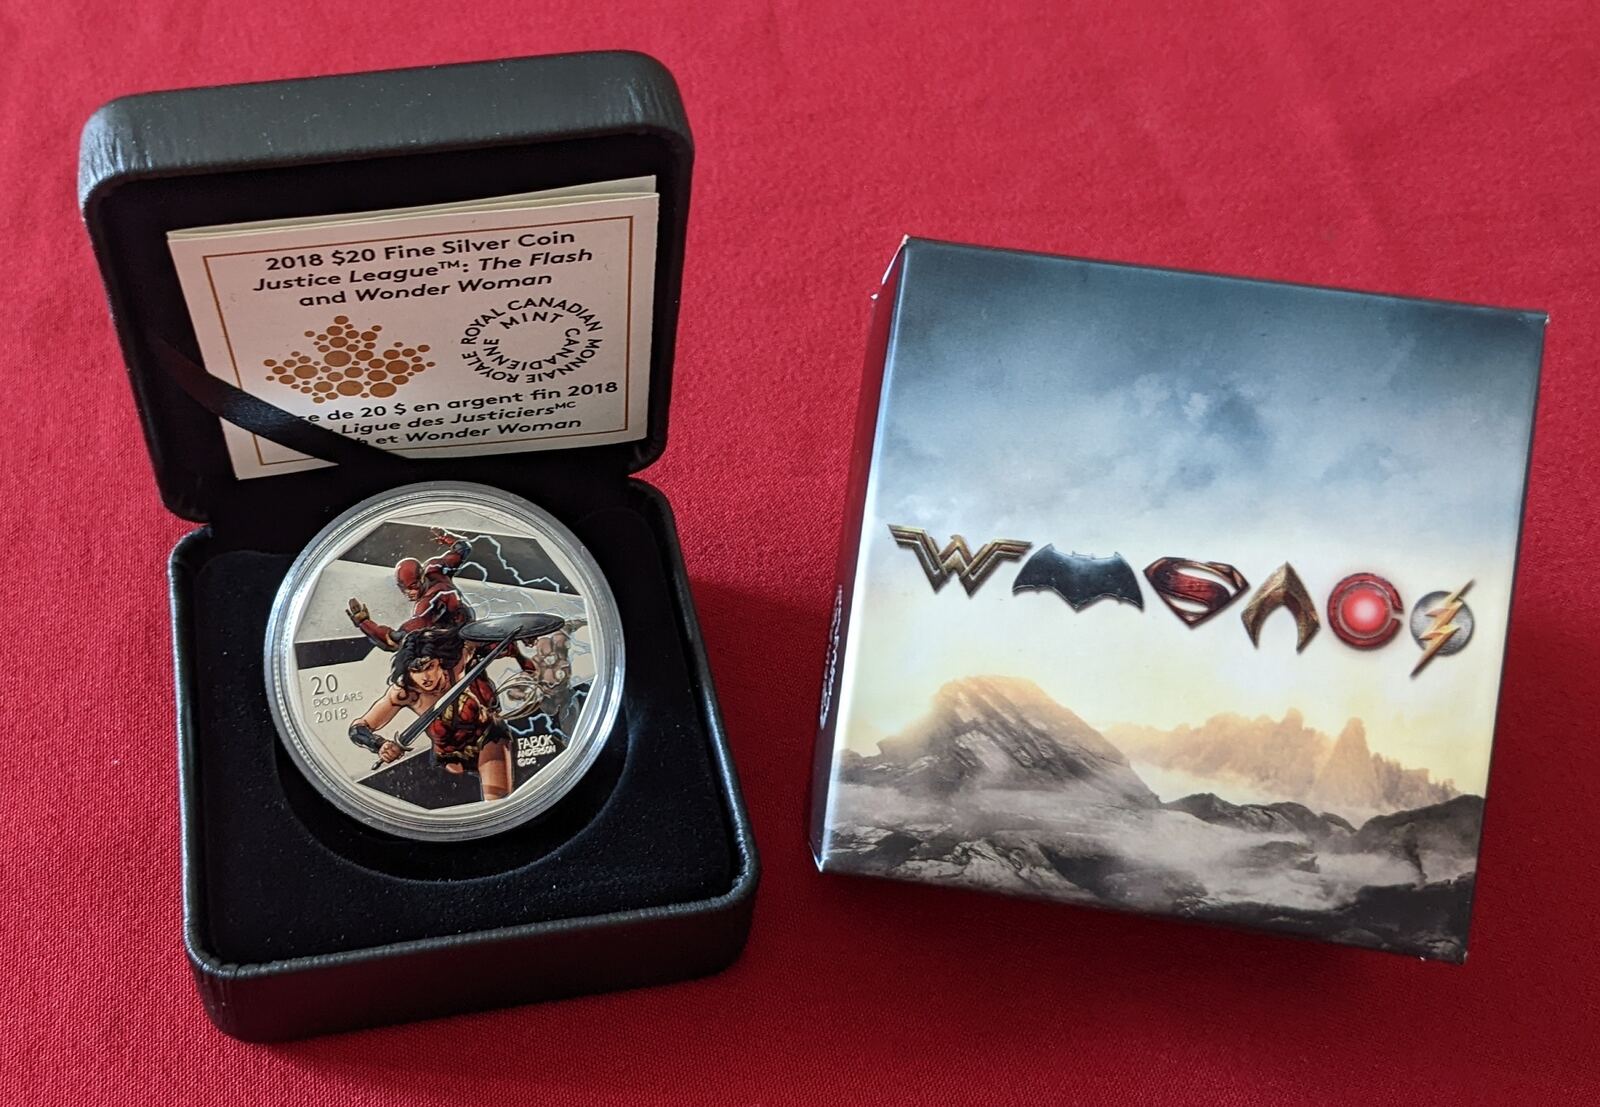 2018 $20 Fine Silver Coin
Justice League™: The Flash
and Wonder Woman
ROYAL CANADIAN MINT
MONNAIE ROYALE CANADIENNE
de 20 $ en argent fin 2018
Ligue des Justiciers MC
et Wonder Woman
20
DOLLARS
2018
FABOK
ANDERSON
©DC